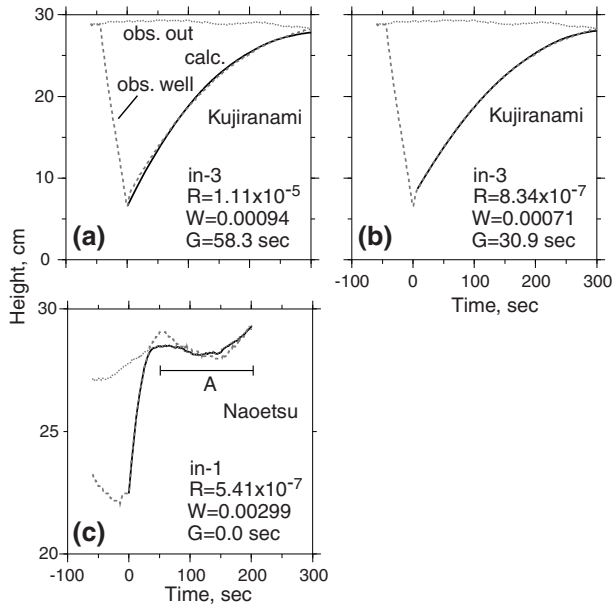 30
20
10
0
obs. out
calc.
obs. well
Kujiranami
in-3
R=1.11x10-5
W=0.00094
G=58.3 sec
(a)
Kujiranami
in-3
R=8.34x10-7
W=0.00071
G=30.9 sec
(b)
-100 0 100 200 300
Time, sec
Height, cm
30
25
20
A
Naoetsu
in-1
R=5.41x10-7
W=0.00299
G=0.0 sec
(c)
-100 0 100 200 300
Time, sec